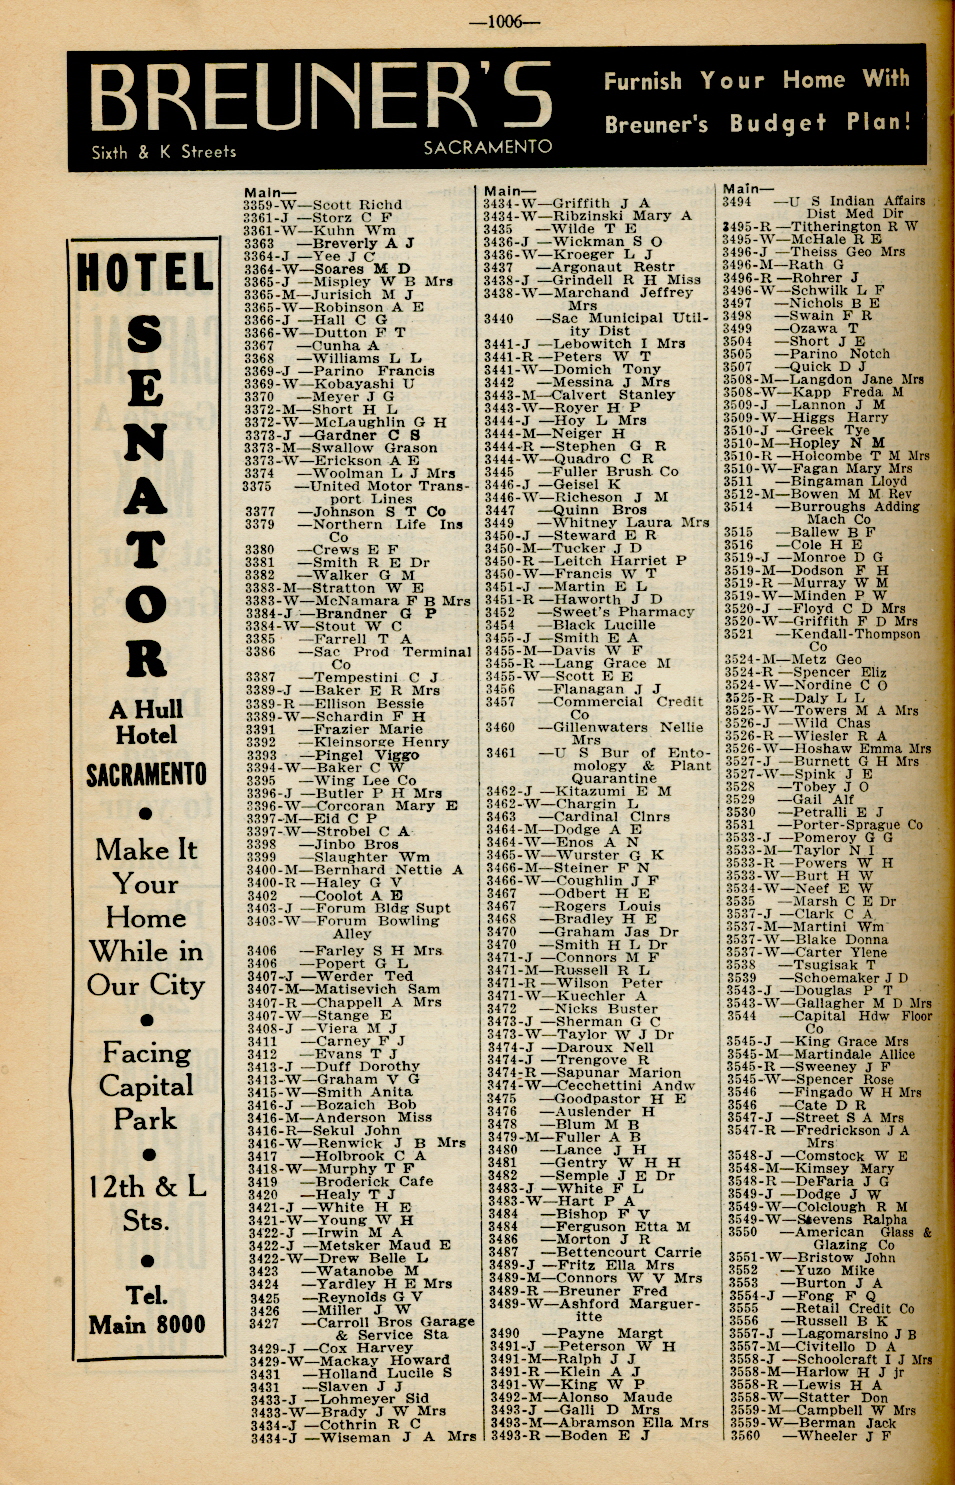 —1006—
BREUNER'S
Sixth & K Streets
SACRAMENTO
Furnish Your Home With
Breuner's Budget Plan!
HOTEL
S
E
N
A
T
O
R
A Hull
Hotel
SACRAMENTO
•
Make It
Your
Home
While in
Our City
•
Facing
Capital
Park
•
12th & L
Sts.
•
Tel.
Main 8000
Main—
3359-W—Scott Richd
3361-J —Storz C F
3361-W—Kuhn Wm
3363 —Beverly A J
3364-J —Yee J C
3364-W—Soares M D
3365-J —Mispley W B Mrs
3365-M—Jurisich M J
3365-W—Robinson A E
3366-J —Hall C G
3366-W—Dutton F T
3367 —Cunha A
3368 —Williams L L
3369-J —Parino Francis
3369-W—Kobayashi U
3370 —Meyer J G
3372-M—Short H L
3372-W—McLaughlin G H
3373-J —Gardner C S
3373-M—Swallow Grason
3373-W—Erickson A E
3374 —Woolman L J Mrs
3375 —United Motor Trans-
port Lines
3377 —Johnson S T Co
3379 —Northern Life Ins
Co
3380 —Crews E F
3381 —Smith R E Dr
3382 —Walker G M
3383-M—Stratton W E
3383-W—McNamara F B Mrs
3384-J —Brandner G P
3384-W—Stout W C
3385 —Farrell T A
3386 —Sac Prod Terminal
Co
3387 —Tempestini C J
3389-J —Baker E R Mrs
3389-R —Ellison Bessie
3389-W—Schardin F H
3391 —Frazier Marie
3392 —Kleinsorge Henry
3393 —Pingel Viggo
3394-W—Baker C W
3395 —Wing Lee Co
3396-J —Butler P H Mrs
3396-W—Corcoran Mary E
3397-M—Eid C P
3397-W—Strobel C A
3398 —Jinbo Bros
3399 —Slaughter Wm
3400-M—Bernhard Nettie A
3400-R —Haley G V
3402 —Coolot A E
3403-J —Forum Bldg Supt
3403-W—Forum Bowling
Alley
3406 —Farley S H Mrs
3406 —Popert G L
3407-J —Werder Ted
3407-M—Matisevich Sam
3407-R —Chappell A Mrs
3407-W—Stange E
3408-J —Viera M J
3411 —Carney F J
3412 —Evans T J
3413-J —Duff Dorothy
3413-W—Graham V G
3415-W—Smith Anita
3416-J —Bozaich Bob
3416-M—Anderson Miss
3416-R—Sekul John
3416-W—Renwick J B Mrs
3417 —Holbrook C A
3418-W—Murphy T F
3419 —Broderick Cafe
3420 —Healy T J
3421-J —White H E
3421-W—Young W H
3422-J —Irwin M A
3422-J —Metsker Maud E
3422-W—Drew Belle L
3423 —Watanobe M
3424 —Yardley H E Mrs
3425 —Reynolds G V
3426 —Miller J W
3427 —Carroll Bros Garage
& Service Sta
3429-J —Cox Harvey
3429-W—Mackay Howard
3431 —Holland Lucile S
3431 —Slaven J J
3433-J —Lohmeyer Sid
3433-W—Brady J W Mrs
3434-J —Cothrin R C
3434-J —Wiseman J A Mrs
Main—
3434-W—Griffith J A
3434-W—Ribzinski Mary A
3435 —Wilde T E
3436-J —Wickman S O
3436-W—Kroeger L J
3437 —Argonaut Restr
3438-J —Grindell R H Miss
3438-W—Marchand Jeffrey
Mrs
3440 —Sac Municipal Util-
ity Dist
3441-J —Lebowitch I Mrs
3441-R —Peters W T
3441-W—Domich Tony
3442 —Messina J Mrs
3443-M—Calvert Stanley
3443-W—Royer H P
3444-J —Hoy L Mrs
3444-M—Neiger H
3444-R —Stephen G R
3444-W—Quadro C R
3445 —Fuller Brush Co
3446-J —Geisel K
3446-W—Richeson J M
3447 —Quinn Bros
3449 —Whitney Laura Mrs
3450-J —Steward E R
3450-M—Tucker J D
3450-R —Leitch Harriet P
3450-W—Francis W T
3451-J —Martin E L
3451-R —Haworth J D
3452 —Sweet's Pharmacy
3454 —Black Lucille
3455-J —Smith E A
3455-M—Davis W F
3455-R —Lang Grace M
3455-W—Scott E E
3456 —Flanagan J J
3457 —Commercial Credit
Co
3460 —Gillenwaters Nellie
Mrs
3461 —U S Bur of Ento-
mology & Plant
Quarantine
3462-J —Kitazumi E M
3462-W—Chargin L
3463 —Cardinal Clnrs
3464-M—Dodge A E
3464-W—Enos A N
3465-W—Wurster G K
3466-M—Steiner F N
3466-W—Coughlin J F
3467 —Odbert H E
3467 —Rogers Louis
3468 —Bradley H E
3470 —Graham Jas Dr
3470 —Smith H L Dr
3471-J —Connors M F
3471-M—Russell R L
3471-R —Wilson Peter
3471-W—Kuechler A
3472 —Nicks Buster
3473-J —Sherman G C
3473-W—Taylor W J Dr
3474-J —Daroux Nell
3474-J —Trengove R
3474-R —Sapunar Marion
3474-W—Cecchettini Andw
3475 —Goodpastor H E
3476 —Auslender H
3478 —Blum M B
3479-M—Fuller A B
3480 —Lance J H
3481 —Gentry W H H
3482 —Semple J E Dr
3483-J —White F L
3483-W—Hart P A
3484 —Bishop F V
3484 —Ferguson Etta M
3486 —Morton J R
3487 —Bettencourt Carrie
3489-J —Fritz Ella Mrs
3489-M—Connors W V Mrs
3489-R —Breuner Fred
3489-W—Ashford Marguer-
itte
3490 —Payne Margt
3491-J —Peterson W H
3491-M—Ralph J J
3491-R —Klein A J
3491-W—King W P
3492-M—Alonso Maude
3493-J —Galli D Mrs
3493-M—Abramson Ella Mrs
3493-R —Boden E J
Main—
3494 —U S Indian Affairs
Dist Med Dir
3495-R —Titherington R W
3495-W—McHale R E
3496-J —Theiss Geo Mrs
3496-M—Rath G
3496-R —Rohrer J
3496-W—Schwilk L F
3497 —Nichols B E
3498 —Swain F R
3499 —Ozawa T
3504 —Short J E
3505 —Parino Notch
3507 —Quick D J
3508-M—Langdon Jane Mrs
3508-W—Kapp Freda M
3509-J —Lannon J M
3509-W—Higgs Harry
3510-J —Greek Tye
3510-M—Hopley N M
3510-R —Holcombe T M Mrs
3510-W—Fagan Mary Mrs
3511 —Bingaman Lloyd
3512-M—Bowen M M Rev
3514 —Burroughs Adding
Mach Co
3515 —Ballew B F
3516 —Cole H E
3519-J —Monroe D G
3519-M—Dodson F H
3519-R —Murray W M
3519-W—Minden P W
3520-J —Floyd C D Mrs
3520-W—Griffith F D Mrs
3521 —Kendall-Thompson
Co
3524-M—Metz Geo
3524-R —Spencer Eliz
3524-W—Nordine C O
3525-R —Daly L L
3525-W—Towers M A Mrs
3526-J —Wild Chas
3526-R —Wiesler R A
3526-W—Hoshaw Emma Mrs
3527-J —Burnett G H Mrs
3527-W—Spink J E
3528 —Tobey J O
3529 —Gail Alf
3530 —Petralli E J
3531 —Porter-Sprague Co
3533-J —Pomeroy G G
3533-M—Taylor N I
3533-R —Powers W H
3533-W—Burt H W
3534-W—Neef E W
3535 —Marsh C E Dr
3537-J —Clark C A
3537-M—Martini Wm
3537-W—Blake Donna
3537-W—Carter Ylene
3538 —Tsugisak T
3539 —Schoemaker J D
3543-J —Douglas P T
3543-W—Gallagher M D Mrs
3544 —Capital Hdw Floor
Co
3545-J —King Grace Mrs
3545-M—Martindale Allice
3545-R —Sweeney J F
3545-W—Spencer Rose
3546 —Fingado W H Mrs
3546 —Cate D R
3547-J —Street S A Mrs
3547-R —Fredrickson J A
Mrs
3548-J —Comstock W E
3548-M—Kimsey Mary
3548-R —DeFaria J G
3549-J —Dodge J W
3549-W—Colclough R M
3549-W—Stevens Ralpha
3550 —American Glass &
Glazing Co
3551-W—Bristow John
3552 —Yuzo Mike
3553 —Burton J A
3554-J —Fong F Q
3555 —Retail Credit Co
3556 —Russell B K
3557-J —Lagomarsino J B
3557-M—Civitello D A
3558-J —Schoolcraft I J Mrs
3558-M—Harlow H J jr
3558-R —Lewis H A
3558-W—Statter Don
3559-M—Campbell W Mrs
3559-W—Berman Jack
3560 —Wheeler J F